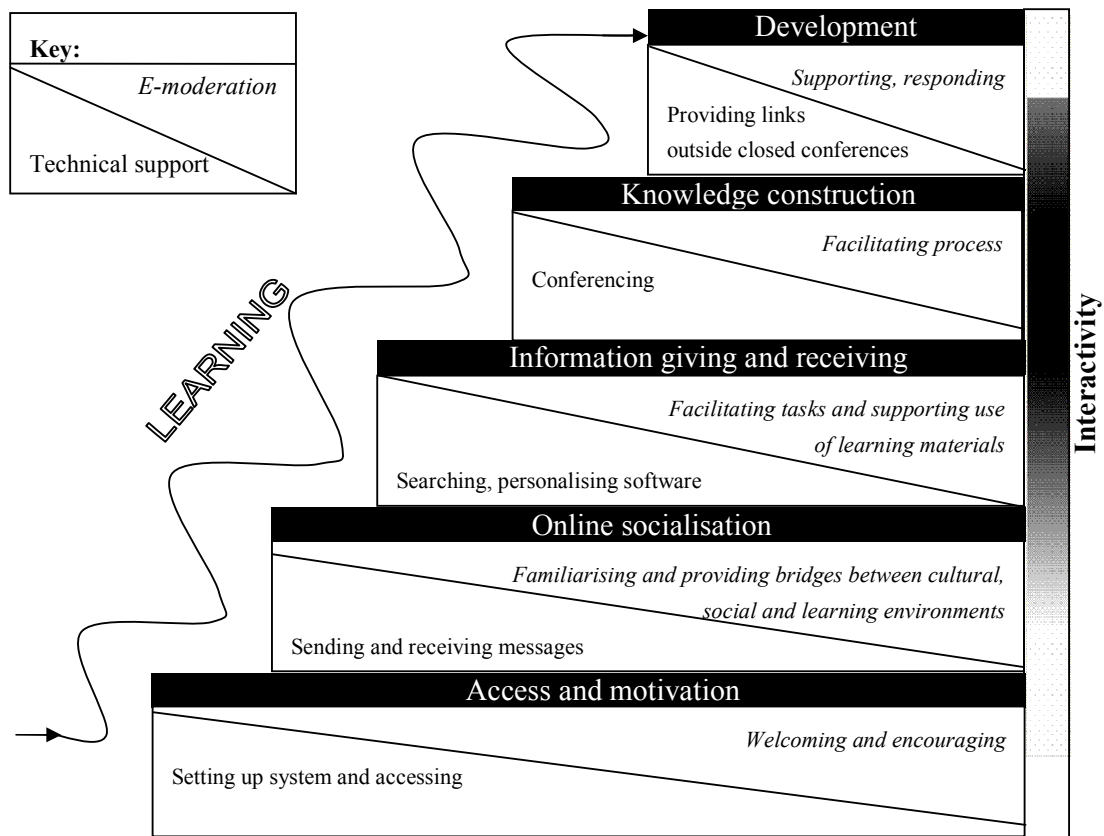 Key:
E-moderation
Technical support
Development
Supporting, responding
Providing links
outside closed conferences
Knowledge construction
Facilitating process
Conferencing
LEARNING
Information giving and receiving
Facilitating tasks and supporting use
of learning materials
Searching, personalising software
Online socialisation
Familiarising and providing bridges between cultural,
social and learning environments
Sending and receiving messages
Access and motivation
Welcoming and encouraging
Setting up system and accessing
Interactivity